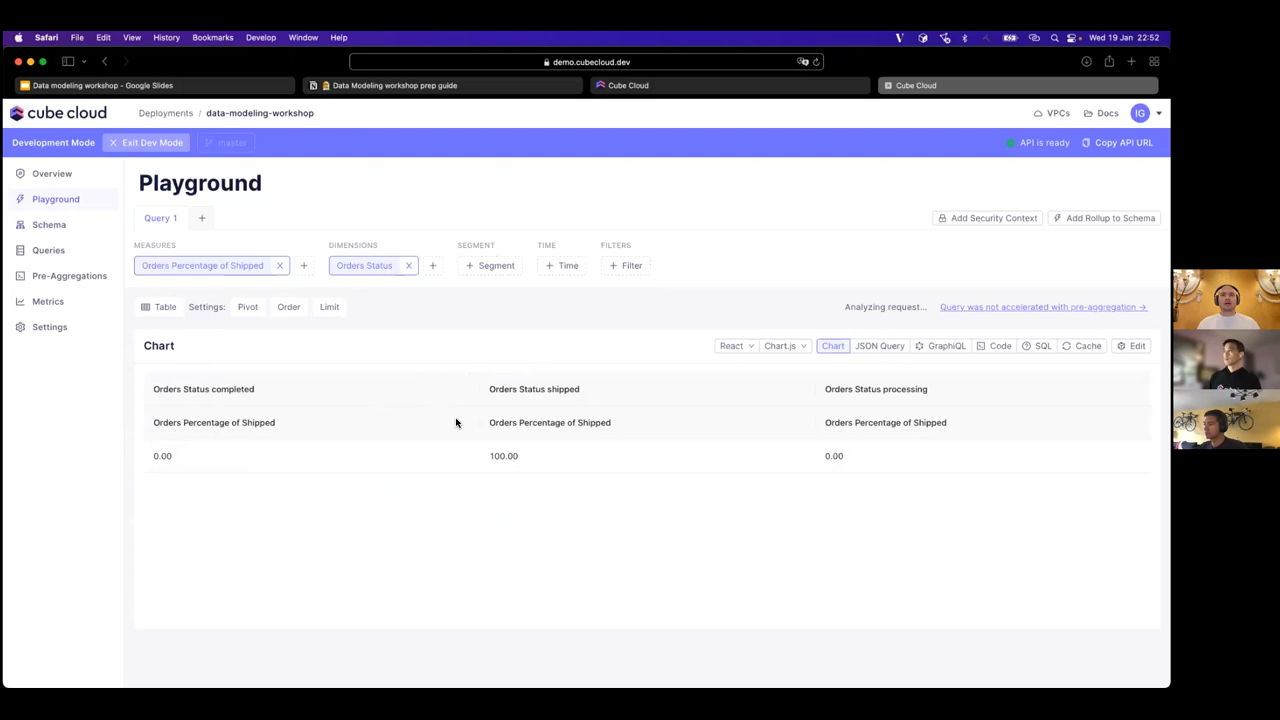 Safari File Edit View History Bookmarks Develop Window Help Wed 19 Jan 22:52
demo.cubecloud.dev
Data modeling workshop - Google Slides Data Modeling workshop prep guide Cube Cloud Cube Cloud
cube cloud Deployments / data-modeling-workshop VPCs Docs IG
Development Mode Exit Dev Mode master API is ready Copy API URL
Overview
Playground
Schema
Queries
Pre-Aggregations
Metrics
Settings
Playground
Query 1 + Add Security Context Add Rollup to Schema
MEASURES DIMENSIONS SEGMENT TIME FILTERS
Orders Percentage of Shipped × + Orders Status × + + Segment + Time + Filter
Table Settings: Pivot Order Limit Analyzing request... Query was not accelerated with pre-aggregation →
Chart React Chart.js Chart JSON Query GraphiQL Code SQL Cache Edit
Orders Status completed Orders Status shipped Orders Status processing
Orders Percentage of Shipped Orders Percentage of Shipped Orders Percentage of Shipped
0.00 100.00 0.00